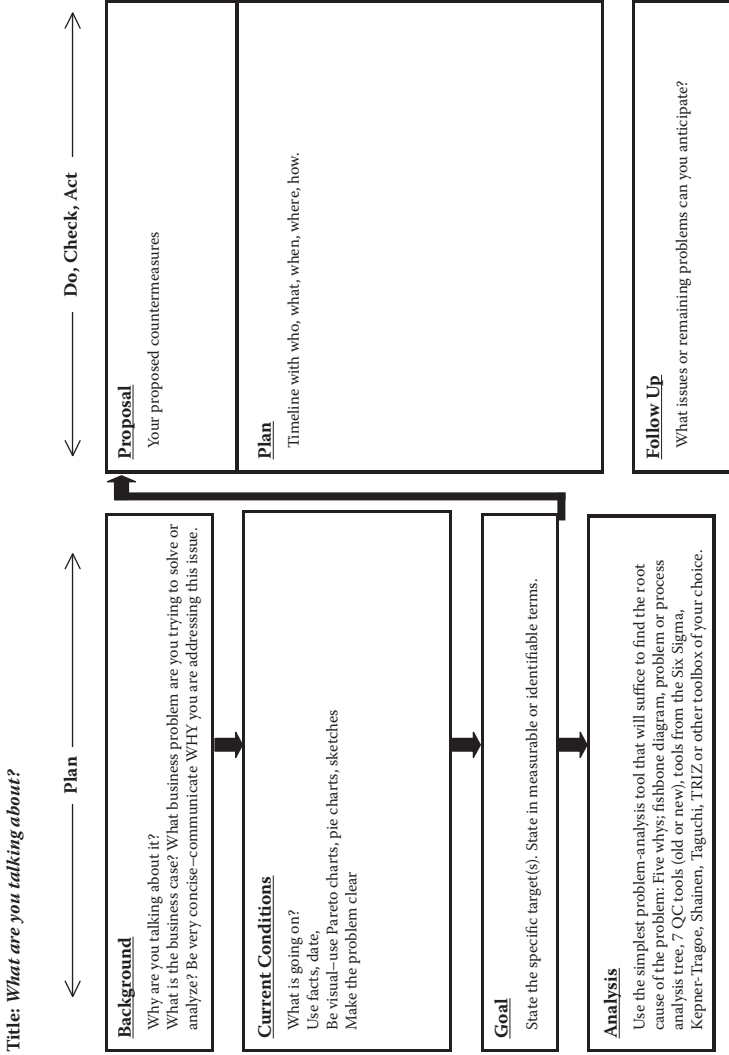 Title: What are you talking about?
Plan
Background
Why are you talking about it?
What is the business case? What business problem are you trying to solve or
analyze? Be very concise–communicate WHY you are addressing this issue.
Current Conditions
What is going on?
Use facts, date,
Be visual–use Pareto charts, pie charts, sketches
Make the problem clear
Goal
State the specific target(s). State in measurable or identifiable terms.
Analysis
Use the simplest problem-analysis tool that will suffice to find the root
cause of the problem: Five whys; fishbone diagram, problem or process
analysis tree, 7 QC tools (old or new), tools from the Six Sigma,
Kepner-Tragoe, Shainen, Taguchi, TRIZ or other toolbox of your choice.
Do, Check, Act
Proposal
Your proposed countermeasures
Plan
Timeline with who, what, when, where, how.
Follow Up
What issues or remaining problems can you anticipate?